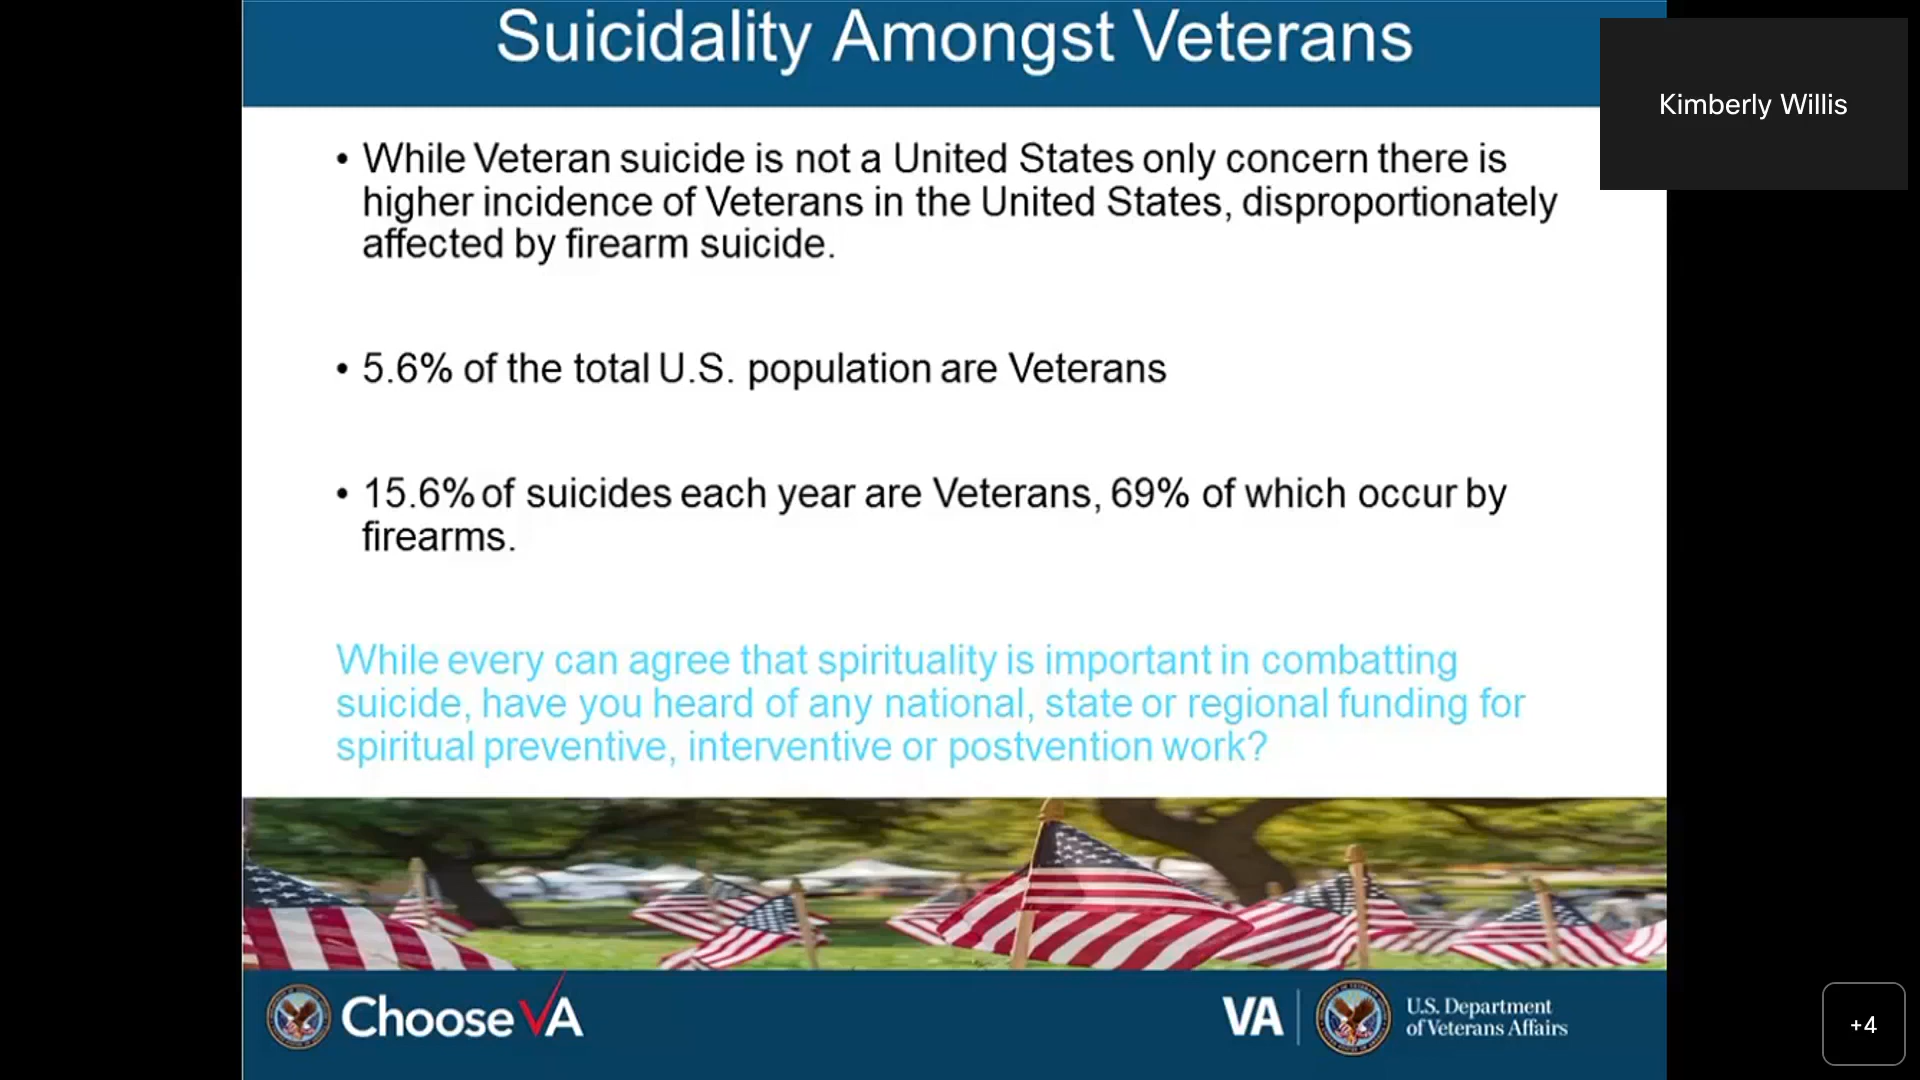 Suicidality Amongst Veterans
Kimberly Willis
• While Veteran suicide is not a United States only concern there is
higher incidence of Veterans in the United States, disproportionately
affected by firearm suicide.
• 5.6% of the total U.S. population are Veterans
• 15.6% of suicides each year are Veterans, 69% of which occur by
firearms.
While every can agree that spirituality is important in combatting
suicide, have you heard of any national, state or regional funding for
spiritual preventive, interventive or postvention work?
Choose VA
VA
U.S. Department
of Veterans Affairs
+4